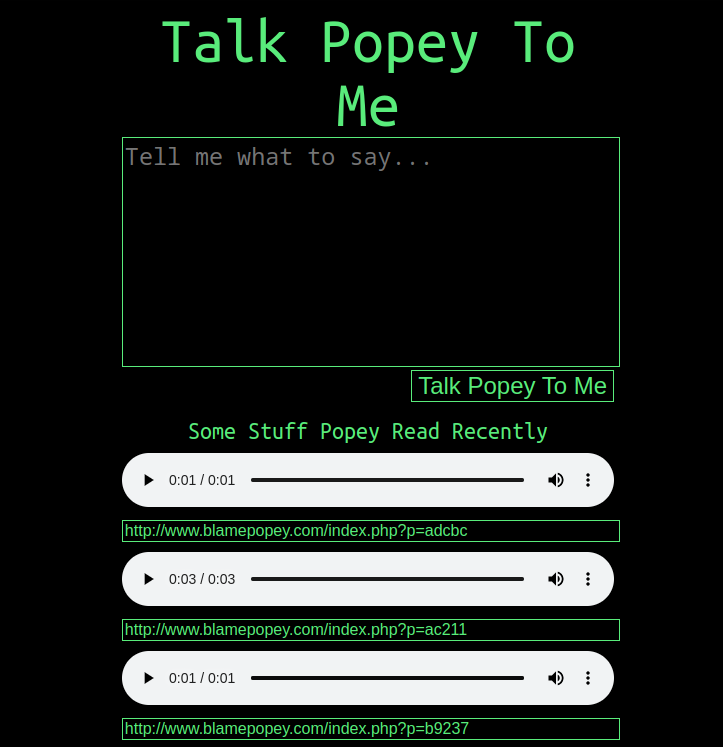 Talk Popey To
Me
Tell me what to say...
Talk Popey To Me
Some Stuff Popey Read Recently
0:01 / 0:01
http://www.blamepopey.com/index.php?p=adcbc
0:03 / 0:03
http://www.blamepopey.com/index.php?p=ac211
0:01 / 0:01
http://www.blamepopey.com/index.php?p=b9237